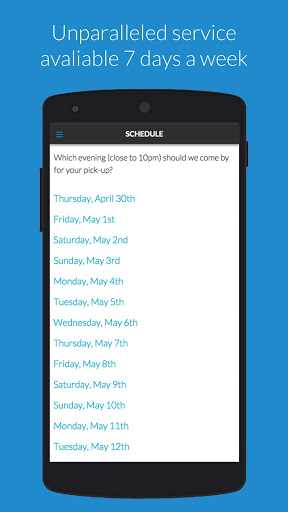 Unparalleled service
avaliable 7 days a week
SCHEDULE
Which evening (close to 10pm) should we come by
for your pick-up?
Thursday, April 30th
Friday, May 1st
Saturday, May 2nd
Sunday, May 3rd
Monday, May 4th
Tuesday, May 5th
Wednesday, May 6th
Thursday, May 7th
Friday, May 8th
Saturday, May 9th
Sunday, May 10th
Monday, May 11th
Tuesday, May 12th